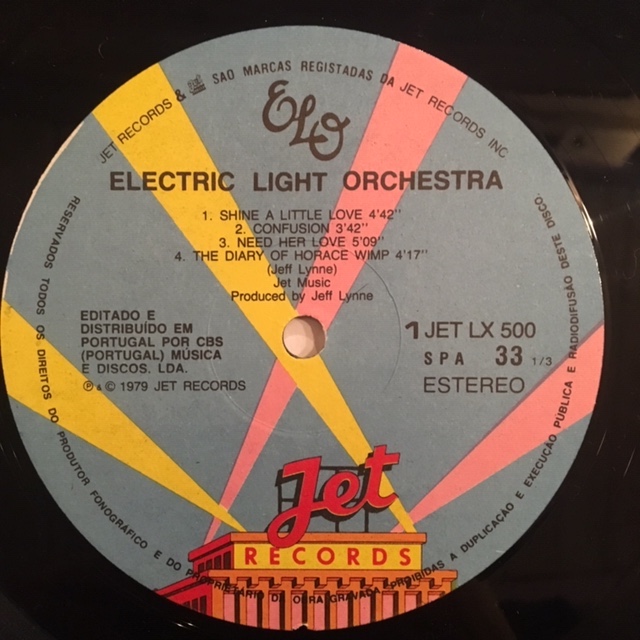 JET RECORDS & SAO MARCAS REGISTADAS DA JET RECORDS INC
ELO
ELECTRIC LIGHT ORCHESTRA
1. SHINE A LITTLE LOVE 4'42"
2. CONFUSION 3'42"
3. NEED HER LOVE 5'09"
4. THE DIARY OF HORACE WIMP 4'17"
(Jeff Lynne)
Jet Music
Produced by Jeff Lynne
EDITADO E
DISTRIBUÍDO EM
PORTUGAL POR CBS
(PORTUGAL) MÚSICA
E DISCOS. LDA.
℗ & © 1979 JET RECORDS
1 JET LX 500
SPA 33 1/3
ESTEREO
Jet
RECORDS
RESERVADOS TODOS OS DIREITOS DO PRODUTOR FONOGRÁFICO E DO PROPRIETARIO DA OBRA GRAVADA. PROIBIDAS A DUPLICAÇÃO E EXECUÇÃO PÚBLICA E RADIODIFUSÃO DESTE DISCO.